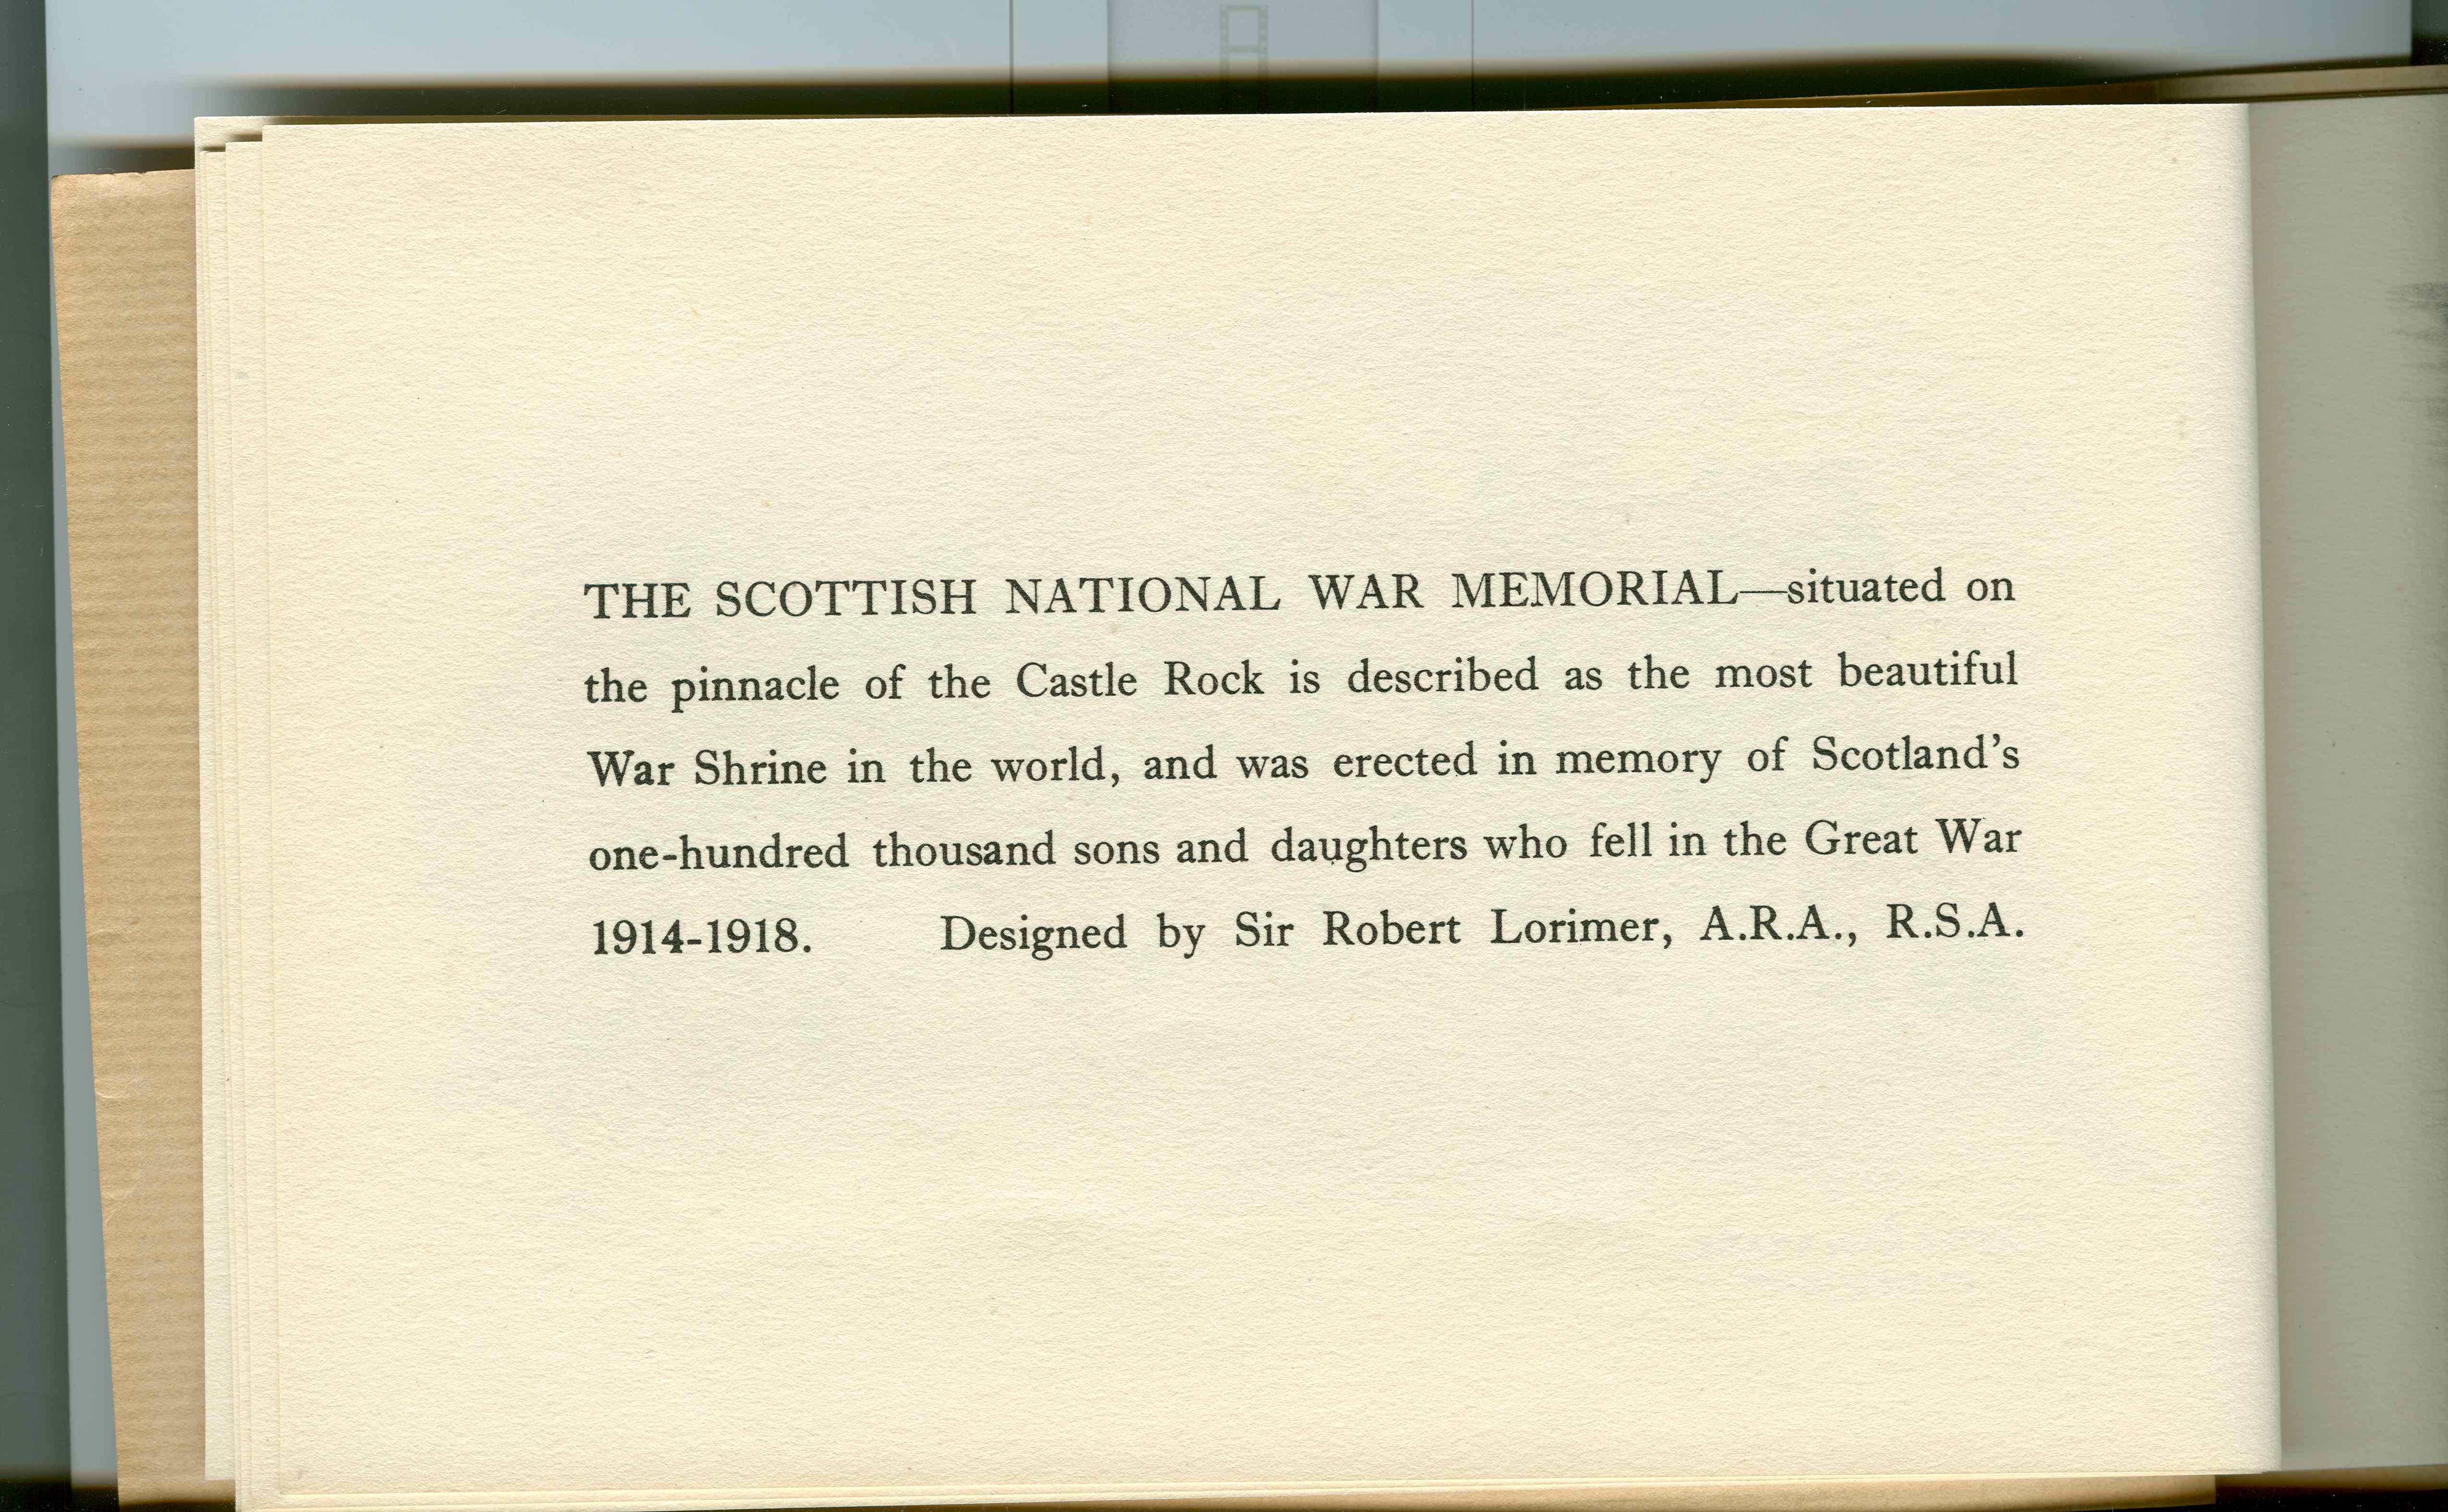 THE SCOTTISH NATIONAL WAR MEMORIAL—situated on
the pinnacle of the Castle Rock is described as the most beautiful
War Shrine in the world, and was erected in memory of Scotland's
one-hundred thousand sons and daughters who fell in the Great War
1914-1918. Designed by Sir Robert Lorimer, A.R.A., R.S.A.